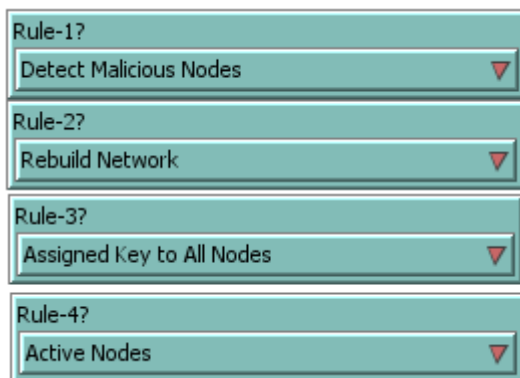 Rule-1?
Detect Malicious Nodes
Rule-2?
Rebuild Network
Rule-3?
Assigned Key to All Nodes
Rule-4?
Active Nodes